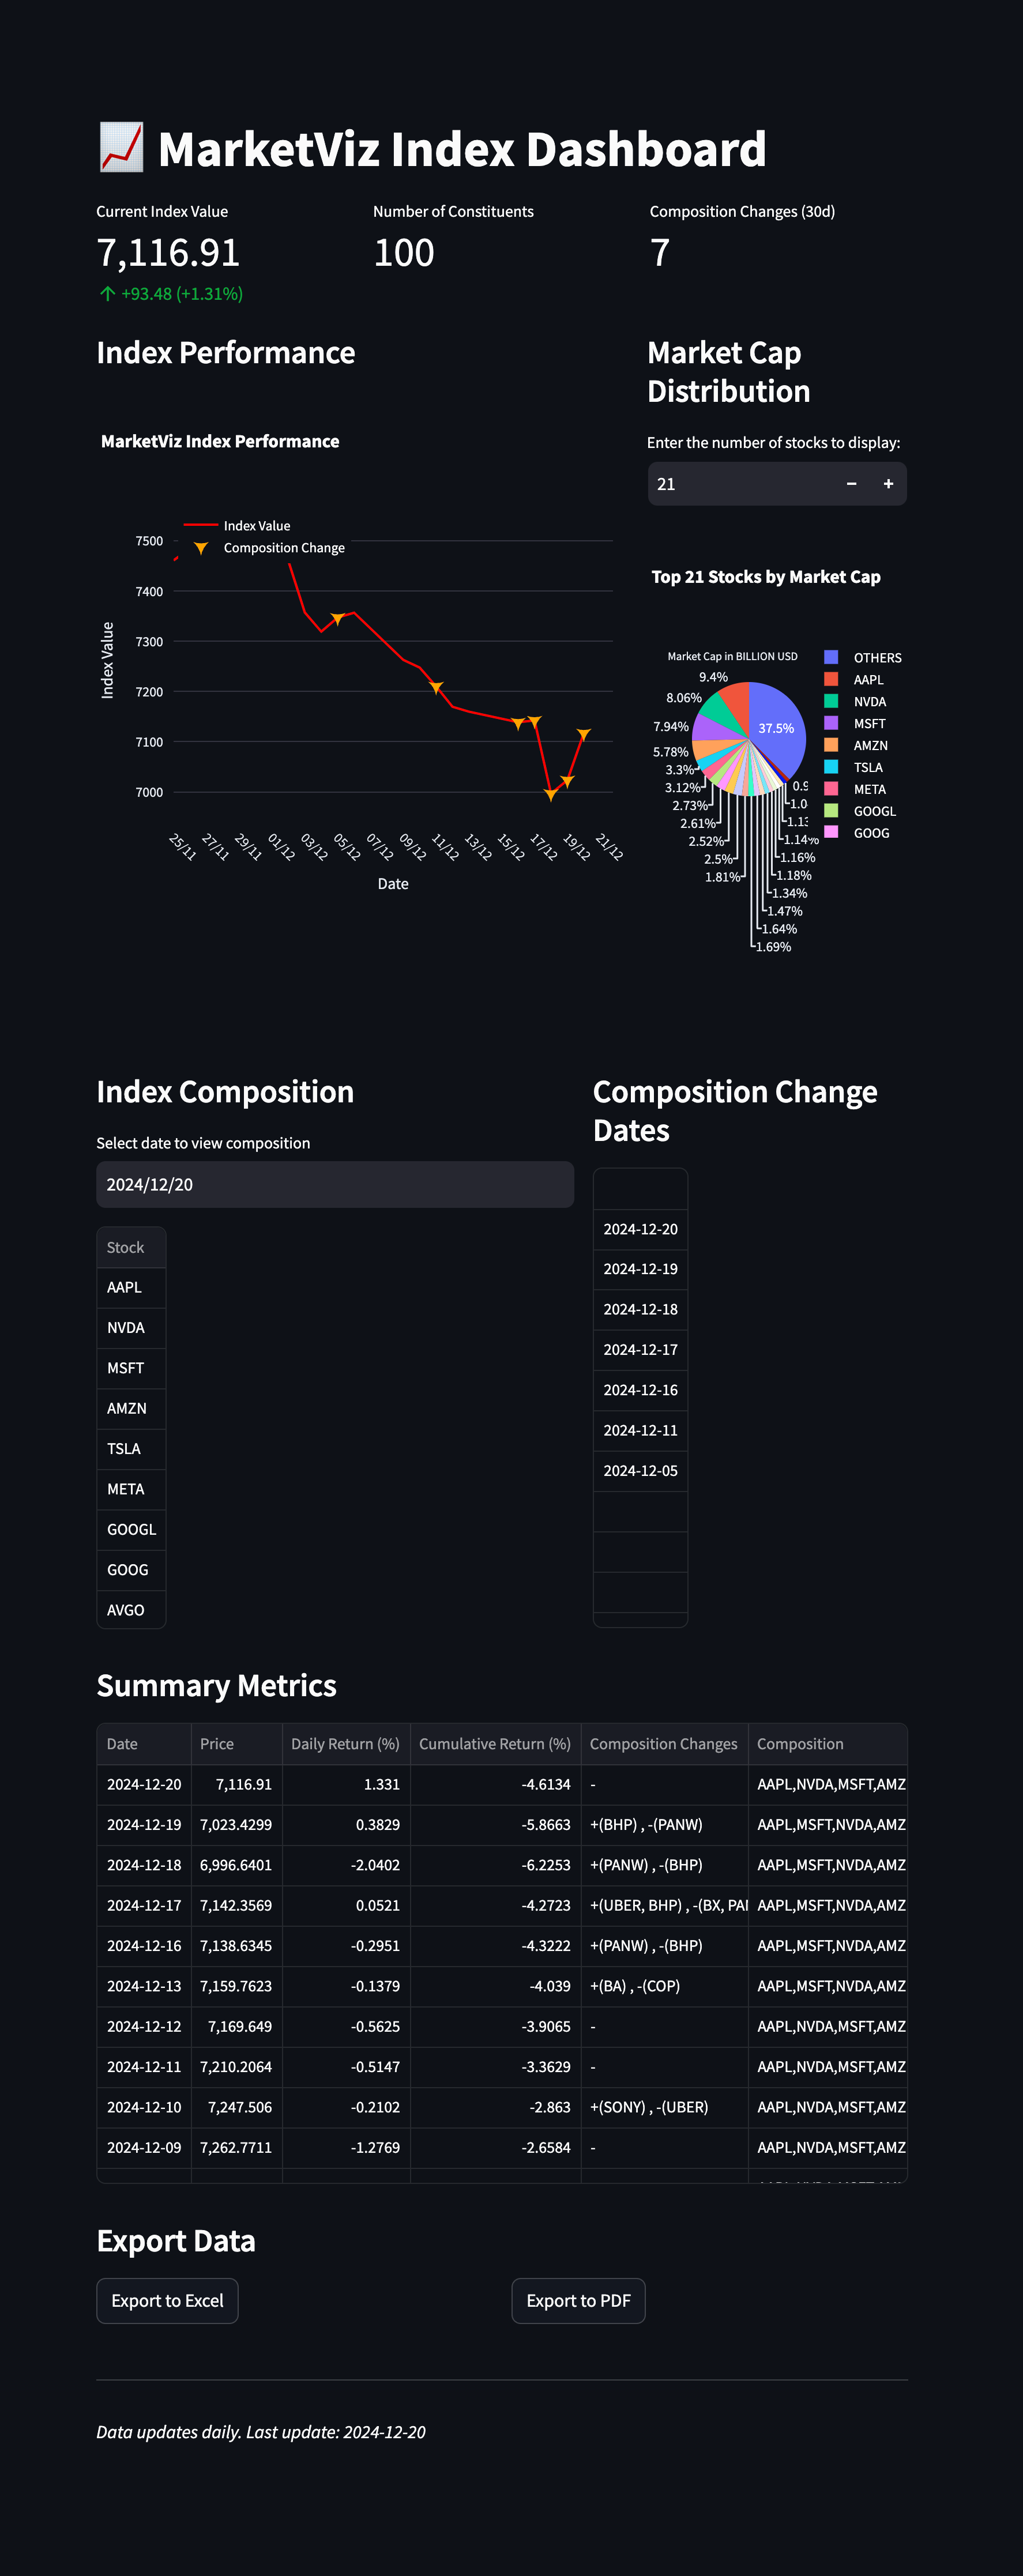 MarketViz Index Dashboard
Current Index Value
7,116.91
+93.48 (+1.31%)
Number of Constituents
100
Composition Changes (30d)
7
Index Performance
MarketViz Index Performance
Index Value
Composition Change
7500
7400
7300
7200
7100
7000
Index Value
25/11
27/11
29/11
01/12
03/12
05/12
07/12
09/12
11/12
13/12
15/12
17/12
19/12
21/12
Date
Market Cap
Distribution
Enter the number of stocks to display:
21
− +
Top 21 Stocks by Market Cap
Market Cap in BILLION USD
37.5%
9.4%
8.06%
7.94%
5.78%
3.3%
3.12%
2.73%
2.61%
2.52%
2.5%
1.81%
1.69%
1.64%
1.47%
1.34%
1.18%
1.16%
1.14%
OTHERS
AAPL
NVDA
MSFT
AMZN
TSLA
META
GOOGL
GOOG
Index Composition
Select date to view composition
2024/12/20
Stock
AAPL
NVDA
MSFT
AMZN
TSLA
META
GOOGL
GOOG
AVGO
Composition Change
Dates
2024-12-20
2024-12-19
2024-12-18
2024-12-17
2024-12-16
2024-12-11
2024-12-05
Summary Metrics
Date Price Daily Return (%) Cumulative Return (%) Composition Changes Composition
2024-12-20 7,116.91 1.331 -4.6134 - AAPL,NVDA,MSFT,AMZ
2024-12-19 7,023.4299 0.3829 -5.8663 +(BHP) , -(PANW) AAPL,MSFT,NVDA,AMZ
2024-12-18 6,996.6401 -2.0402 -6.2253 +(PANW) , -(BHP) AAPL,MSFT,NVDA,AMZ
2024-12-17 7,142.3569 0.0521 -4.2723 +(UBER, BHP) , -(BX, PA AAPL,MSFT,NVDA,AMZ
2024-12-16 7,138.6345 -0.2951 -4.3222 +(PANW) , -(BHP) AAPL,MSFT,NVDA,AMZ
2024-12-13 7,159.7623 -0.1379 -4.039 +(BA) , -(COP) AAPL,MSFT,NVDA,AMZ
2024-12-12 7,169.649 -0.5625 -3.9065 - AAPL,NVDA,MSFT,AMZ
2024-12-11 7,210.2064 -0.5147 -3.3629 - AAPL,NVDA,MSFT,AMZ
2024-12-10 7,247.506 -0.2102 -2.863 +(SONY) , -(UBER) AAPL,NVDA,MSFT,AMZ
2024-12-09 7,262.7711 -1.2769 -2.6584 - AAPL,NVDA,MSFT,AMZ
Export Data
Export to Excel
Export to PDF
Data updates daily. Last update: 2024-12-20